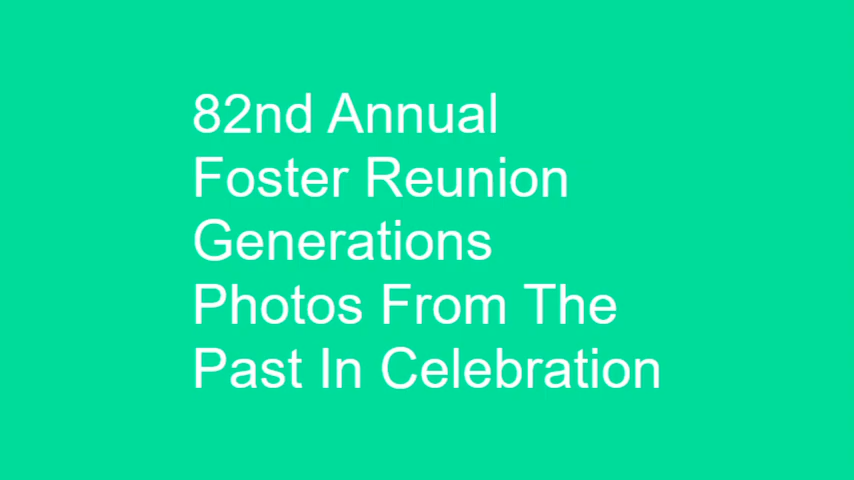 82nd Annual
Foster Reunion
Generations
Photos From The
Past In Celebration